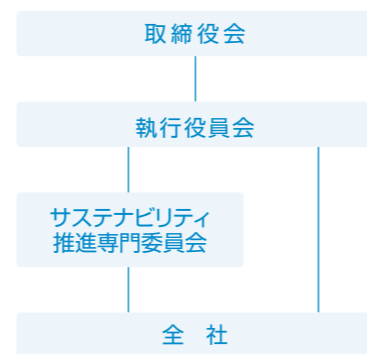 取締役会
執行役員会
サステナビリティ
推進専門委員会
全 社